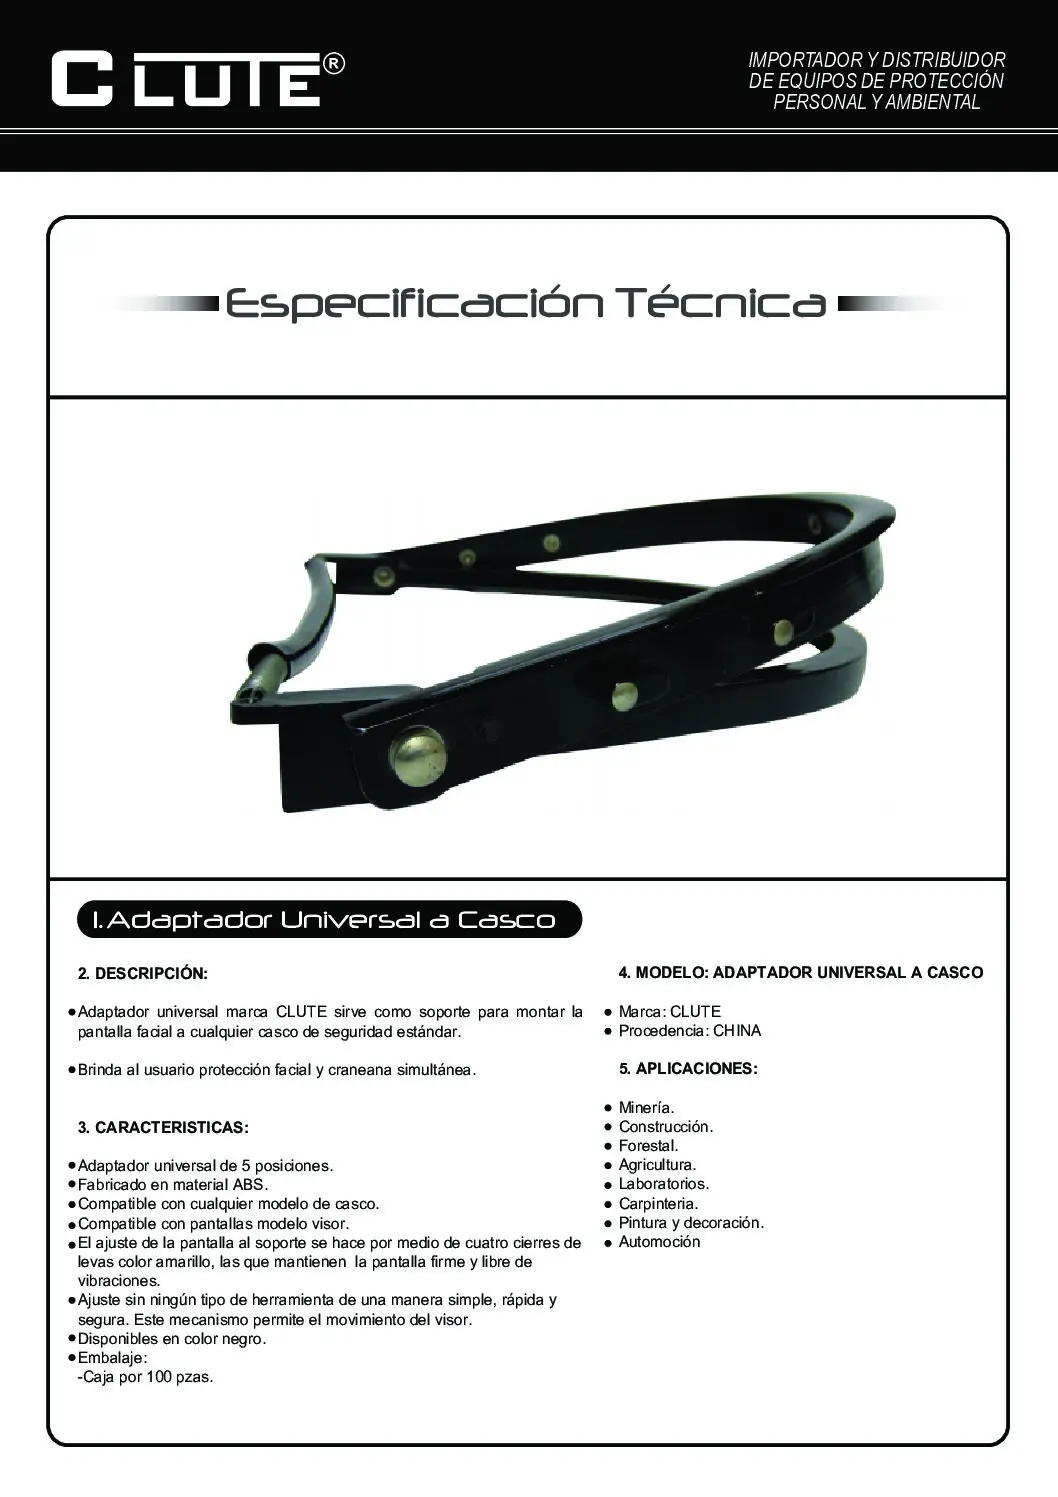 CLUTE®
IMPORTADOR Y DISTRIBUIDOR
DE EQUIPOS DE PROTECCIÓN
PERSONAL Y AMBIENTAL
Especificación Técnica
1. Adaptador Universal a Casco
2. DESCRIPCIÓN:
●Adaptador universal marca CLUTE sirve como soporte para montar la
pantalla facial a cualquier casco de seguridad estándar.
●Brinda al usuario protección facial y craneana simultánea.
3. CARACTERISTICAS:
●Adaptador universal de 5 posiciones.
●Fabricado en material ABS.
●Compatible con cualquier modelo de casco.
●Compatible con pantallas modelo visor.
●El ajuste de la pantalla al soporte se hace por medio de cuatro cierres de
levas color amarillo, las que mantienen la pantalla firme y libre de
vibraciones.
●Ajuste sin ningún tipo de herramienta de una manera simple, rápida y
segura. Este mecanismo permite el movimiento del visor.
●Disponibles en color negro.
●Embalaje:
-Caja por 100 pzas.
4. MODELO: ADAPTADOR UNIVERSAL A CASCO
● Marca: CLUTE
● Procedencia: CHINA
5. APLICACIONES:
● Minería.
● Construcción.
● Forestal.
● Agricultura.
● Laboratorios.
● Carpinteria.
● Pintura y decoración.
● Automoción